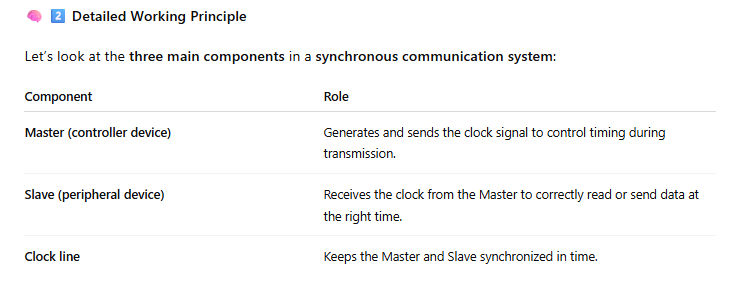 🧠 2️⃣ Detailed Working Principle
Let's look at the three main components in a synchronous communication system:
Component Role
Master (controller device) Generates and sends the clock signal to control timing during
transmission.
Slave (peripheral device) Receives the clock from the Master to correctly read or send data at
the right time.
Clock line Keeps the Master and Slave synchronized in time.